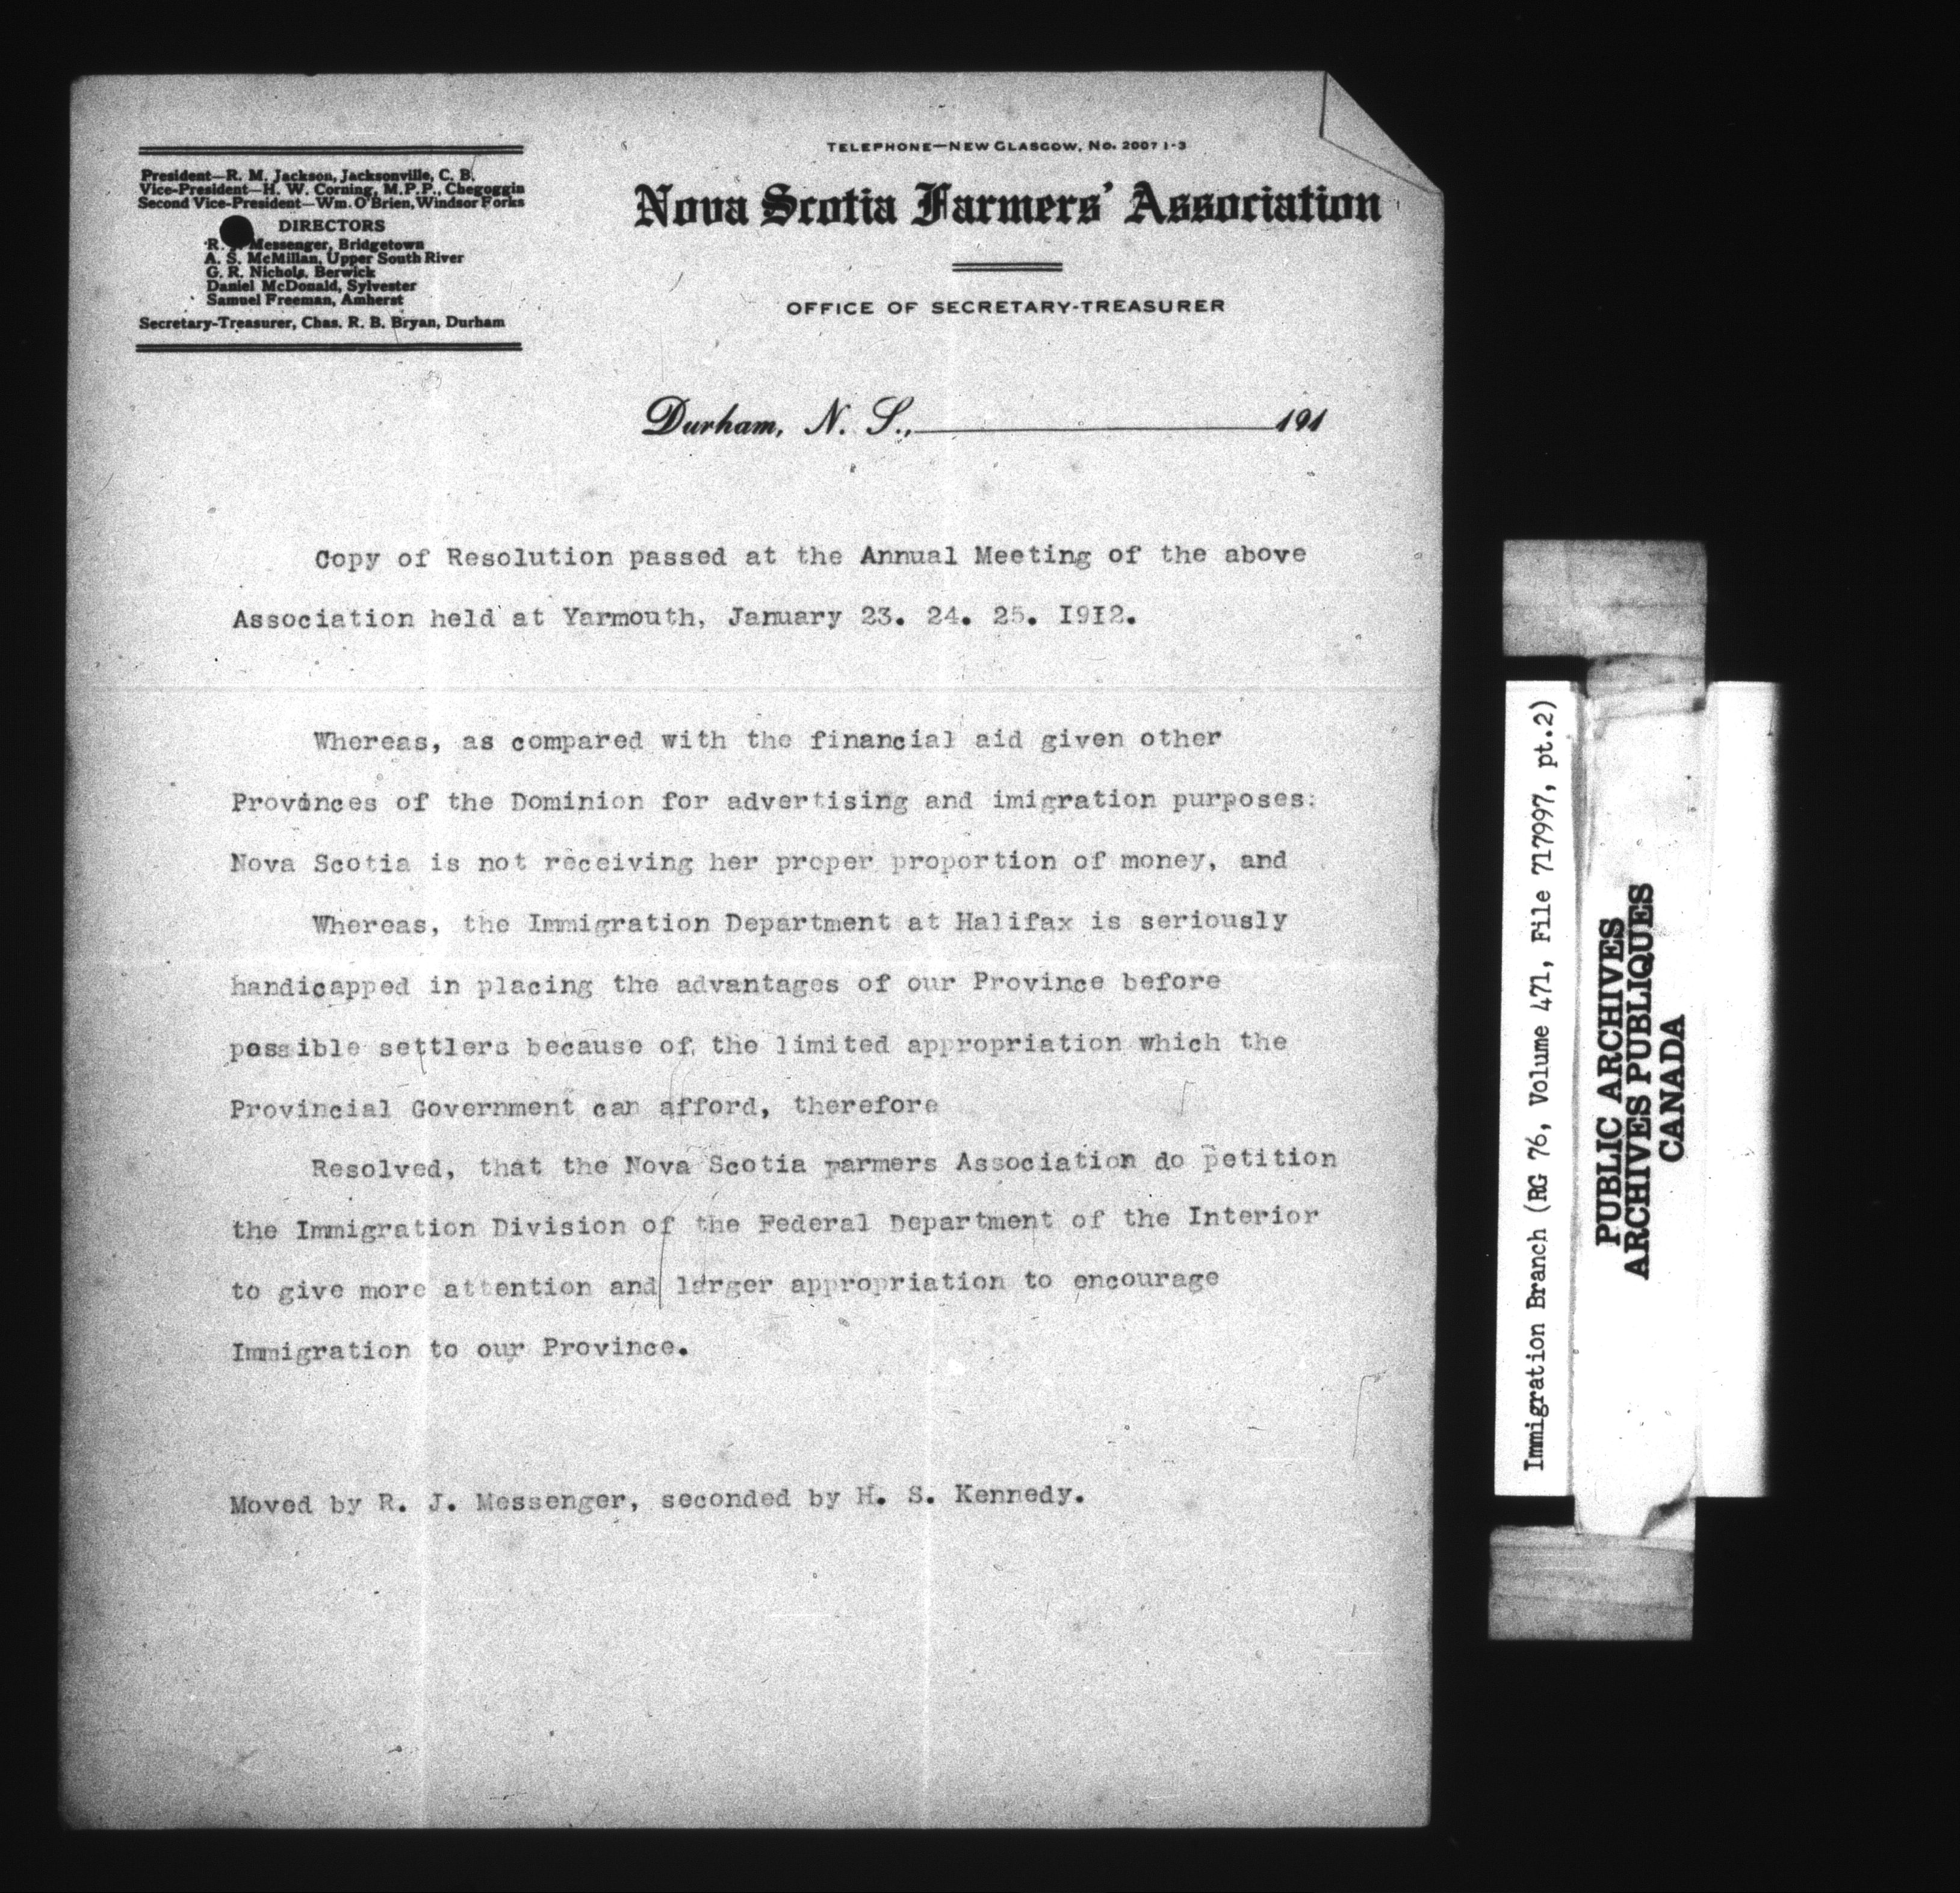 President—R. M. Jackson, Jacksonville, C. B.
Vice-President—H. W. Corning, M.P.P., Chegoggin
Second Vice-President—Wm. O'Brien, Windsor Forks
DIRECTORS
R. Messenger, Bridgetown
A. S. McMillan, Upper South River
G. R. Nichols, Berwick
Daniel McDonald, Sylvester
Samuel Freeman, Amherst
Secretary-Treasurer, Chas. R. B. Bryan, Durham
TELEPHONE—NEW GLASGOW, No. 2007 1-3
Nova Scotia Farmers' Association
OFFICE OF SECRETARY-TREASURER
Durham, N. S., 191
Copy of Resolution passed at the Annual Meeting of the above
Association held at Yarmouth, January 23. 24. 25. I9I2.
Whereas, as compared with the financial aid given other
Provinces of the Dominion for advertising and imigration purposes:
Nova Scotia is not receiving her proper proportion of money, and
Whereas, the Immigration Department at Halifax is seriously
handicapped in placing the advantages of our Province before
possible settlers because of the limited appropriation which the
Provincial Government can afford, therefore
Resolved, that the Nova Scotia Farmers Association do petition
the Immigration Division of the Federal Department of the Interior
to give more attention and larger appropriation to encourage
Immigration to our Province.
Moved by R. J. Messenger, seconded by H. S. Kennedy.
Immigration Branch (RG 76, Volume 471, File 717997, pt.2)
PUBLIC ARCHIVES
ARCHIVES PUBLIQUES
CANADA